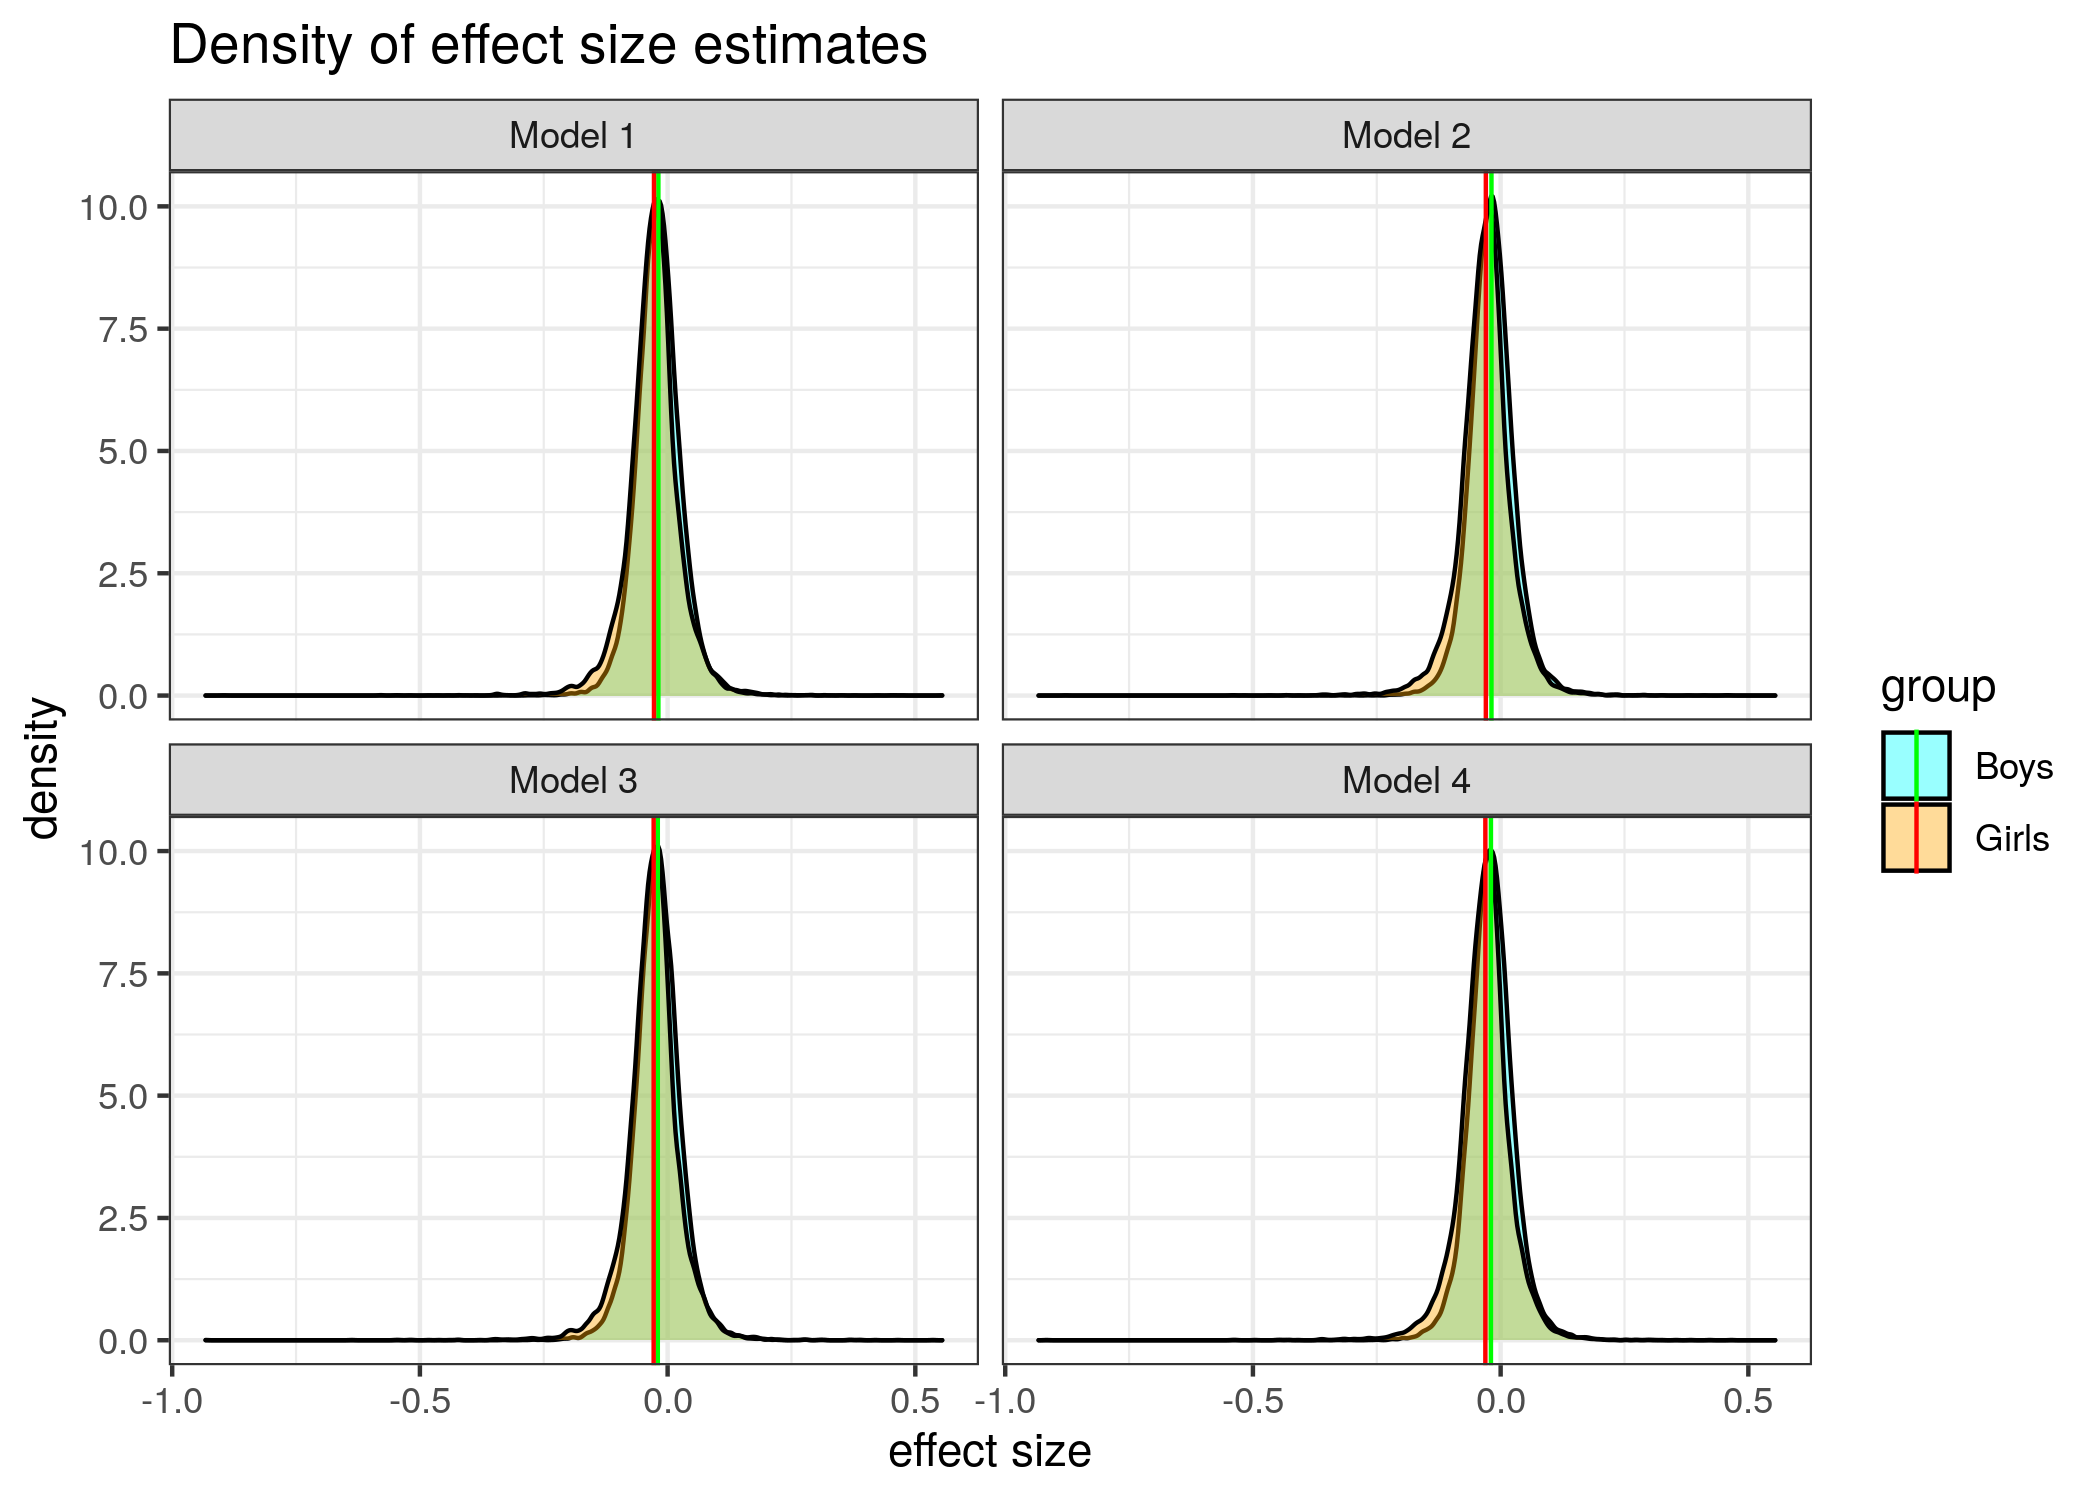 Density of effect size estimates
Model 1
Model 2
10.0
7.5
5.0
2.5
0.0
Model 3
Model 4
10.0
7.5
5.0
2.5
0.0
-1.0 -0.5 0.0 0.5 -1.0 -0.5 0.0 0.5
effect size
density
group
Boys
Girls